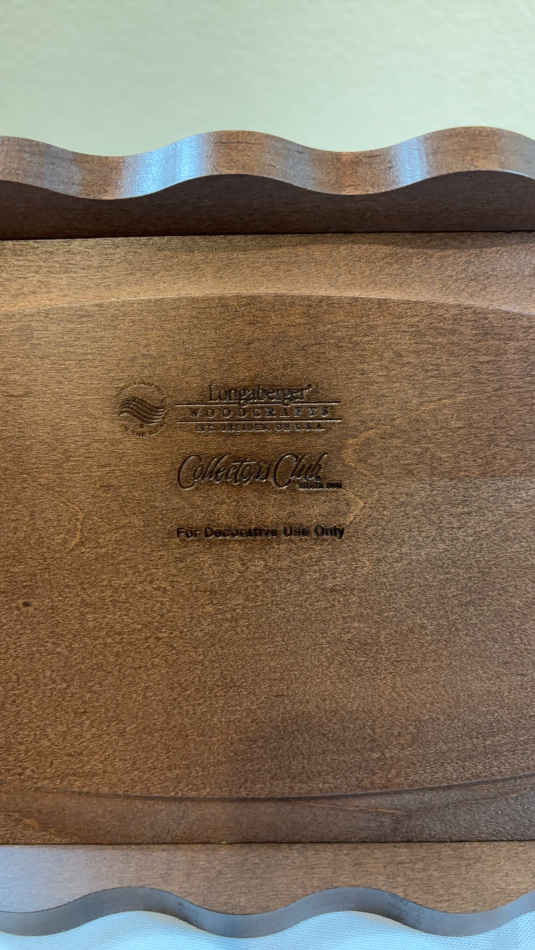 Longaberger®
WOODCRAFTS
Collectors Club
For Decorative Use Only